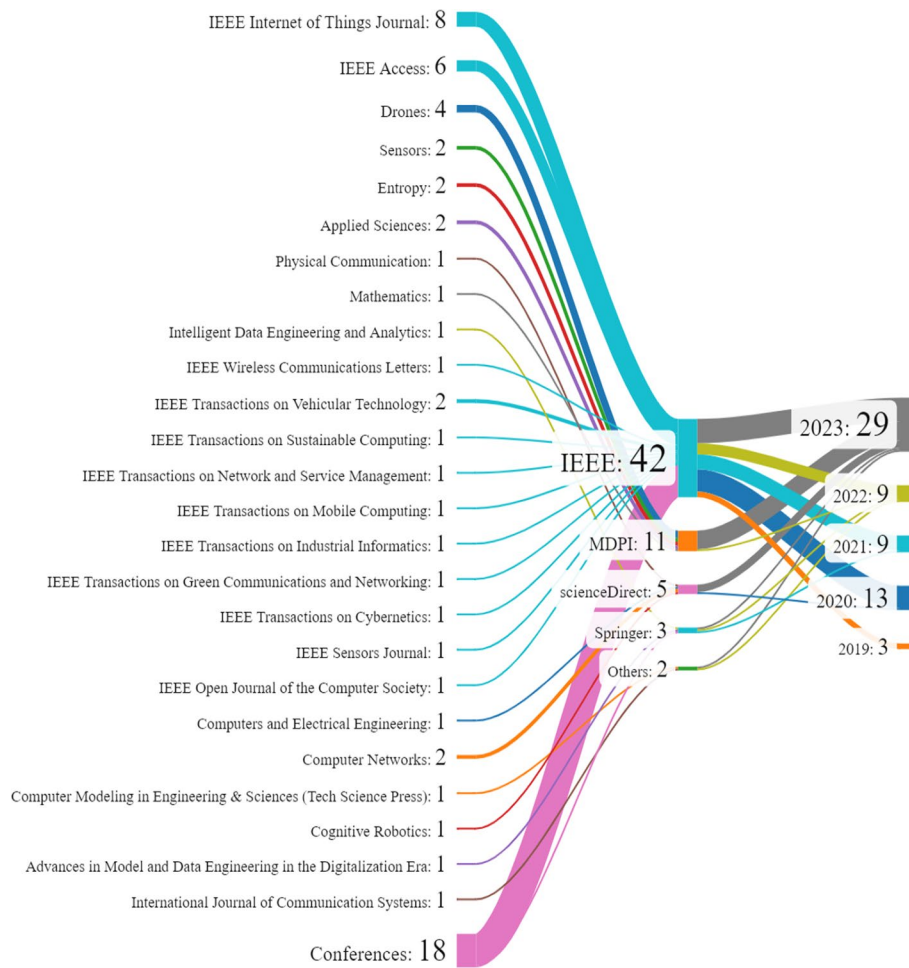 IEEE Internet of Things Journal: 8
IEEE Access: 6
Drones: 4
Sensors: 2
Entropy: 2
Applied Sciences: 2
Physical Communication: 1
Mathematics: 1
Intelligent Data Engineering and Analytics: 1
IEEE Wireless Communications Letters: 1
IEEE Transactions on Vehicular Technology: 2
IEEE Transactions on Sustainable Computing: 1
IEEE Transactions on Network and Service Management: 1
IEEE Transactions on Mobile Computing: 1
IEEE Transactions on Industrial Informatics: 1
IEEE Transactions on Green Communications and Networking: 1
IEEE Transactions on Cybernetics: 1
IEEE Sensors Journal: 1
IEEE Open Journal of the Computer Society: 1
Computers and Electrical Engineering: 1
Computer Networks: 2
Computer Modeling in Engineering & Sciences (Tech Science Press): 1
Cognitive Robotics: 1
Advances in Model and Data Engineering in the Digitalization Era: 1
International Journal of Communication Systems: 1
Conferences: 18
IEEE: 42
MDPI: 11
scienceDirect: 5
Springer: 3
Others: 2
2023: 29
2022: 9
2021: 9
2020: 13
2019: 3